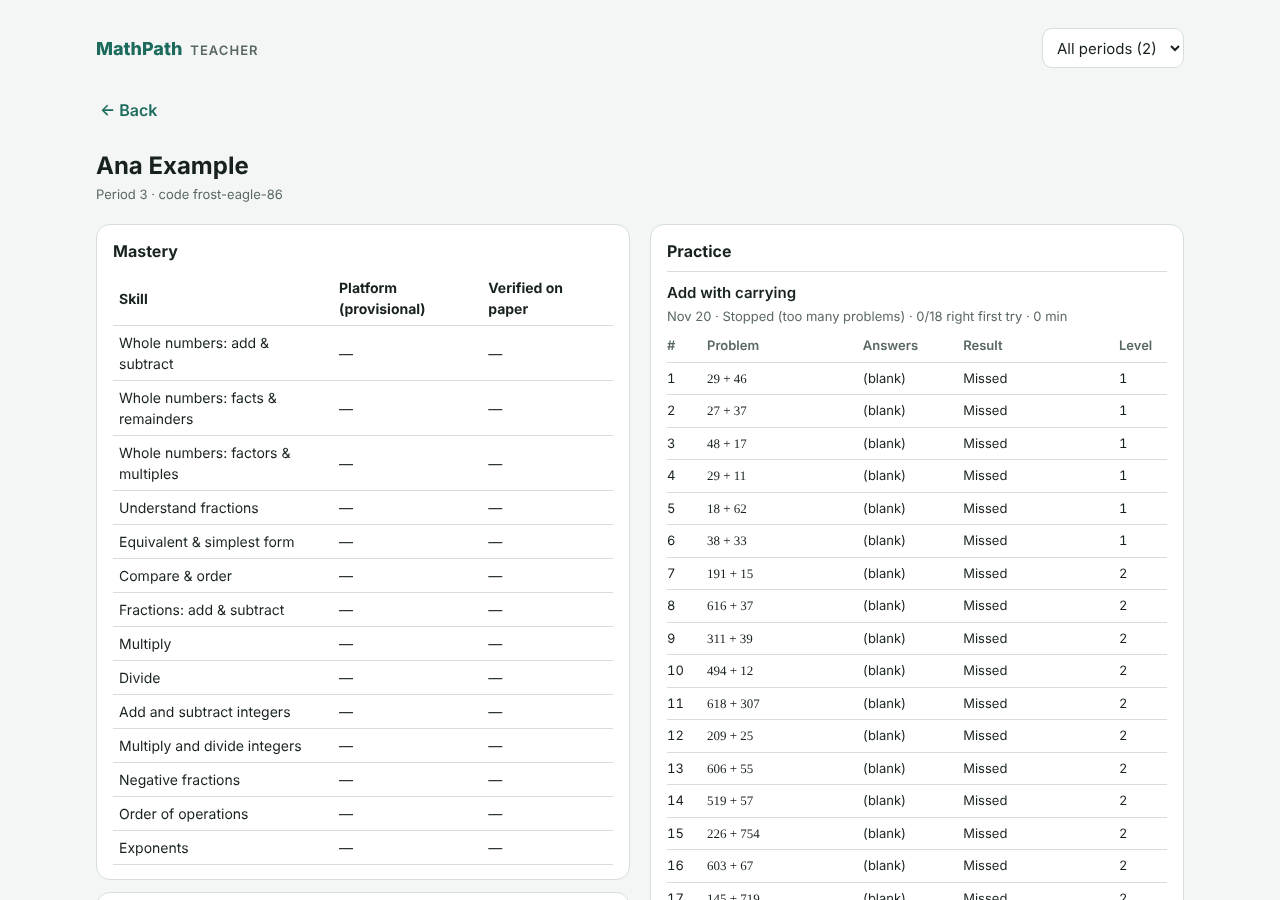 MathPath TEACHER
All periods (2)
← Back
Ana Example
Period 3 · code frost-eagle-86
Mastery
Skill Platform (provisional) Verified on paper
Whole numbers: add & subtract — —
Whole numbers: facts & remainders — —
Whole numbers: factors & multiples — —
Understand fractions — —
Equivalent & simplest form — —
Compare & order — —
Fractions: add & subtract — —
Multiply — —
Divide — —
Add and subtract integers — —
Multiply and divide integers — —
Negative fractions — —
Order of operations — —
Exponents — —
Practice
Add with carrying
Nov 20 · Stopped (too many problems) · 0/18 right first try · 0 min
# Problem Answers Result Level
1 29 + 46 (blank) Missed 1
2 27 + 37 (blank) Missed 1
3 48 + 17 (blank) Missed 1
4 29 + 11 (blank) Missed 1
5 18 + 62 (blank) Missed 1
6 38 + 33 (blank) Missed 1
7 191 + 15 (blank) Missed 2
8 616 + 37 (blank) Missed 2
9 311 + 39 (blank) Missed 2
10 494 + 12 (blank) Missed 2
11 618 + 307 (blank) Missed 2
12 209 + 25 (blank) Missed 2
13 606 + 55 (blank) Missed 2
14 519 + 57 (blank) Missed 2
15 226 + 754 (blank) Missed 2
16 603 + 67 (blank) Missed 2
17 145 + 719 (blank) Missed 2